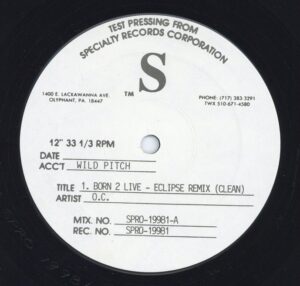 TEST PRESSING FROM
SPECIALTY RECORDS CORPORATION
S
TM
1400 E. LACKAWANNA AVE.
OLYPHANT, PA. 18447
PHONE: (717) 383 3291
TWX 510-671-4580
12" 33 1/3 RPM
DATE
ACC'T WILD PITCH
TITLE 1. BORN 2 LIVE - ECLIPSE REMIX (CLEAN)
ARTIST O.C.
MTX. NO. SPRO-19981-A
REC. NO. SPRO-19981